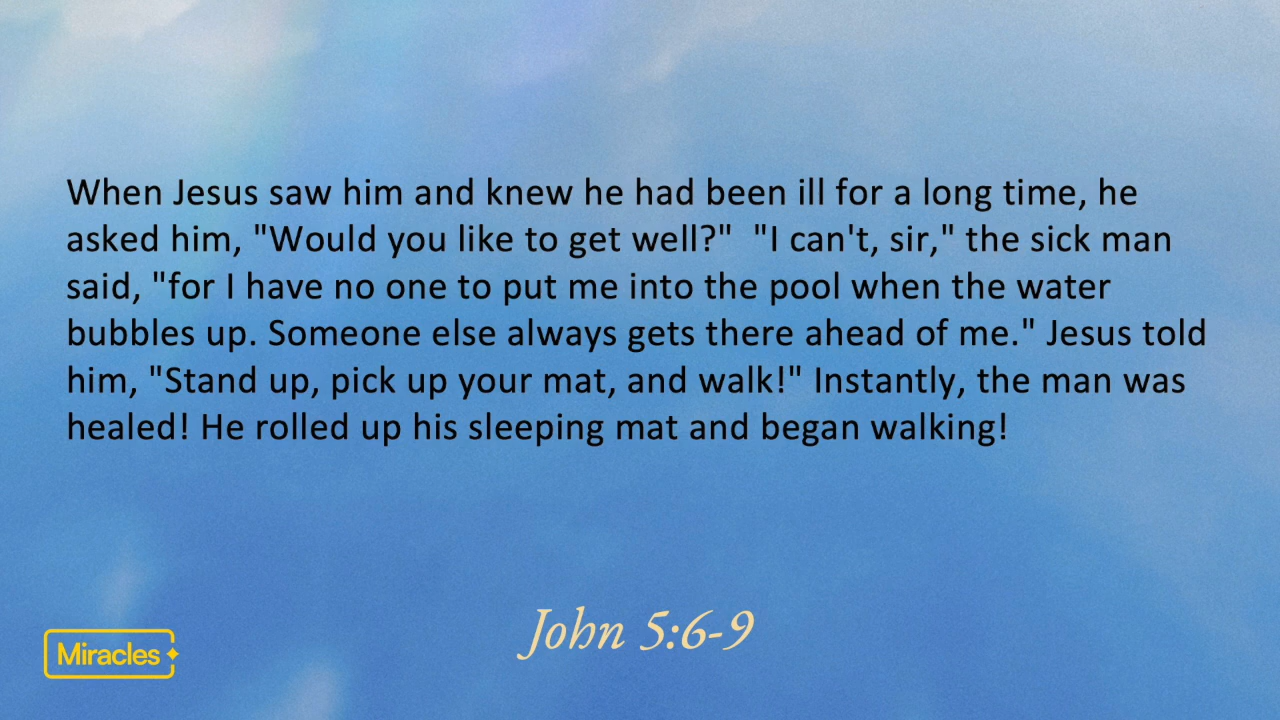 When Jesus saw him and knew he had been ill for a long time, he
asked him, "Would you like to get well?"  "I can't, sir," the sick man
said, "for I have no one to put me into the pool when the water
bubbles up. Someone else always gets there ahead of me." Jesus told
him, "Stand up, pick up your mat, and walk!" Instantly, the man was
healed! He rolled up his sleeping mat and began walking!
John 5:6-9
Miracles